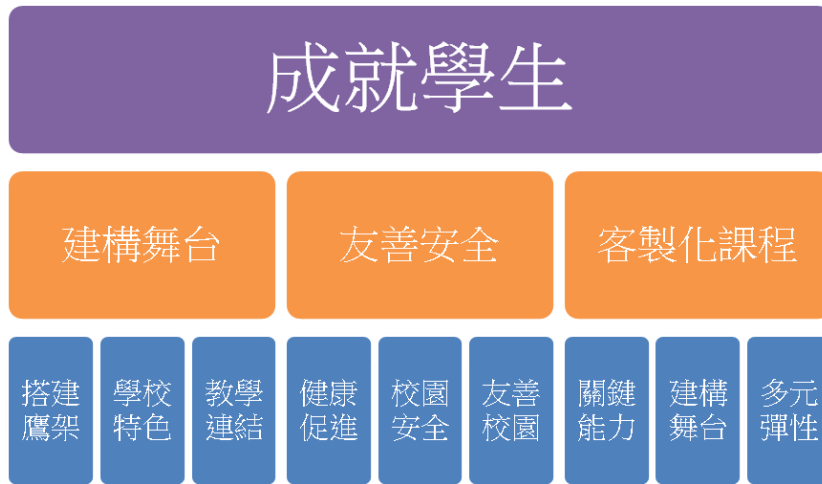 成就學生
建構舞台
友善安全
客製化課程
搭建
鷹架
學校
特色
教學
連結
健康
促進
校園
安全
友善
校園
關鍵
能力
建構
舞台
多元
彈性